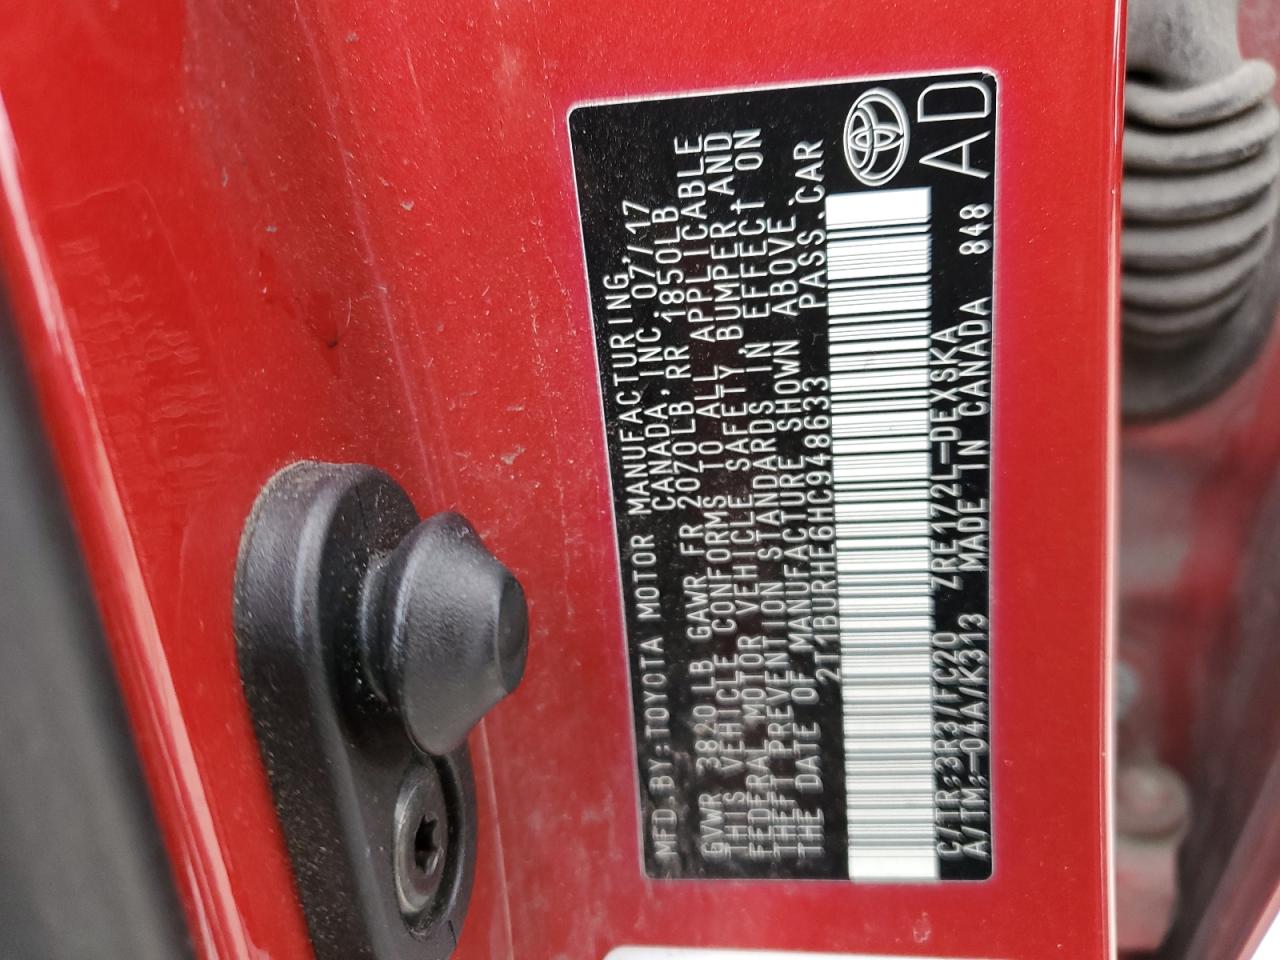 MFD.BY:TOYOTA MOTOR MANUFACTURING
CANADA, INC. 07/17
GVWR 3820LB GAWR FR 2070LB, RR 1850LB
THIS VEHICLE CONFORMS TO ALL APPLICABLE
FEDERAL MOTOR VEHICLE SAFETY, BUMPER, AND
THEFT PREVENTION STANDARDS IN EFFECT ON
THE DATE OF MANUFACTURE SHOWN ABOVE.
2T1BURHE6HC948633 PASS.CAR
C/TR:3R3/FC20 ZRE172L-DEXSKA
A/TM:-04A/K313 MADE IN CANADA 848
AD